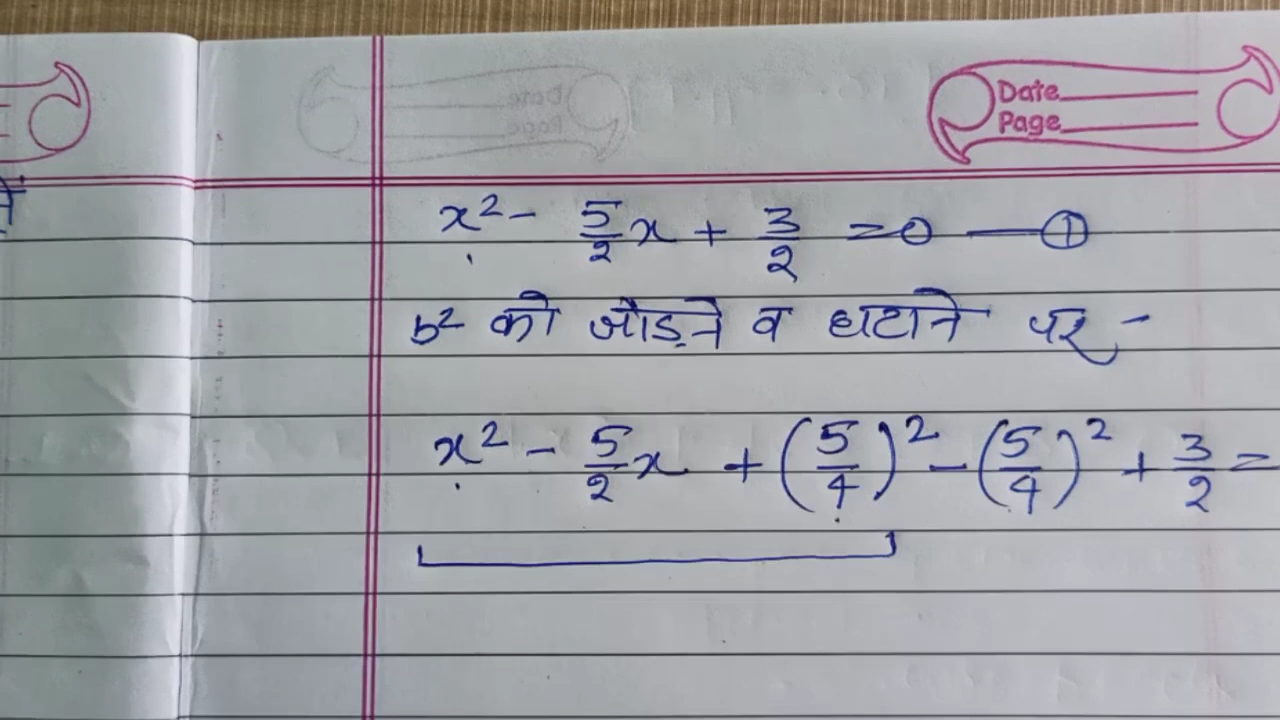 Date
Page
x² - 5/2 x + 3/2 = 0 — ①
b² को जोड़ने व घटाने पर -
x² - 5/2 x + (5/4)² - (5/4)² + 3/2 =